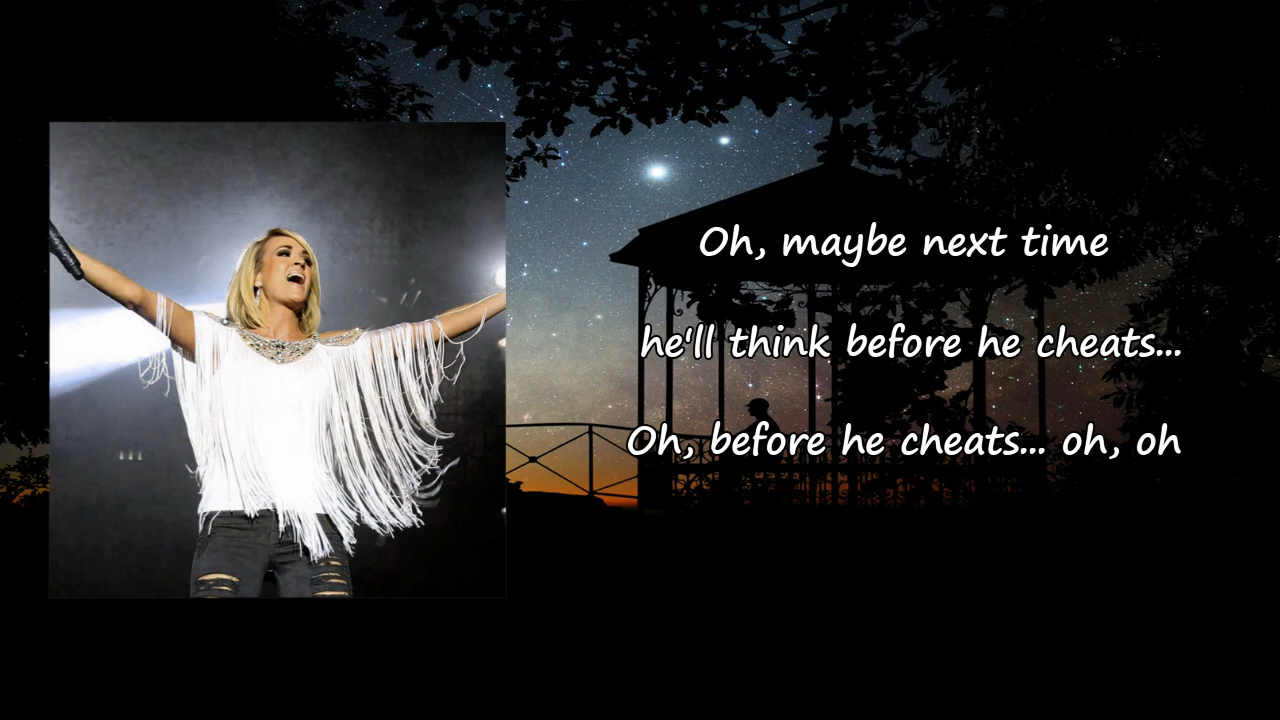 Oh, maybe next time
he'll think before he cheats...
Oh, before he cheats... oh, oh